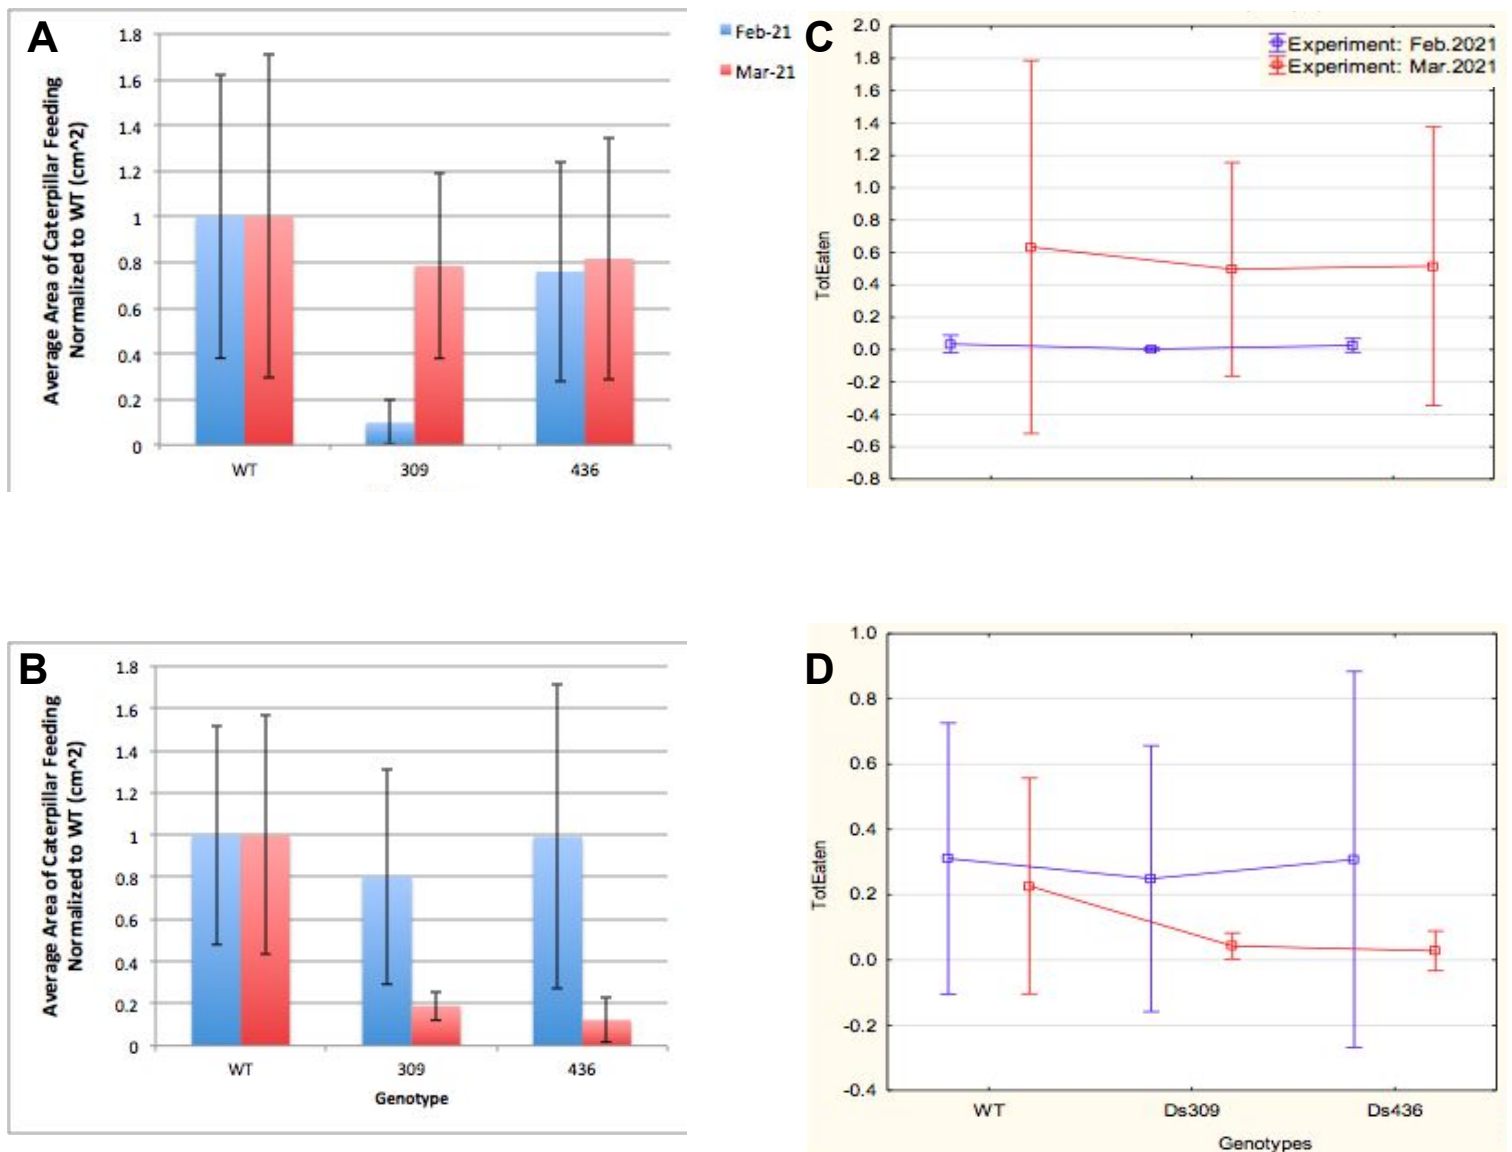 A
Average Area of Caterpillar Feeding
Normalized to WT (cm^2)
1.8
1.6
1.4
1.2
1
0.8
0.6
0.4
0.2
0
WT 309 436
Feb-21
Mar-21
C
TotEaten
2.0
1.8
1.6
1.4
1.2
1.0
0.8
0.6
0.4
0.2
0.0
-0.2
-0.4
-0.6
-0.8
Experiment: Feb.2021
Experiment: Mar.2021
B
Average Area of Caterpillar Feeding
Normalized to WT (cm^2)
1.8
1.6
1.4
1.2
1
0.8
0.6
0.4
0.2
0
WT 309 436
Genotype
D
TotEaten
1.0
0.8
0.6
0.4
0.2
0.0
-0.2
-0.4
WT Ds309 Ds436
Genotypes